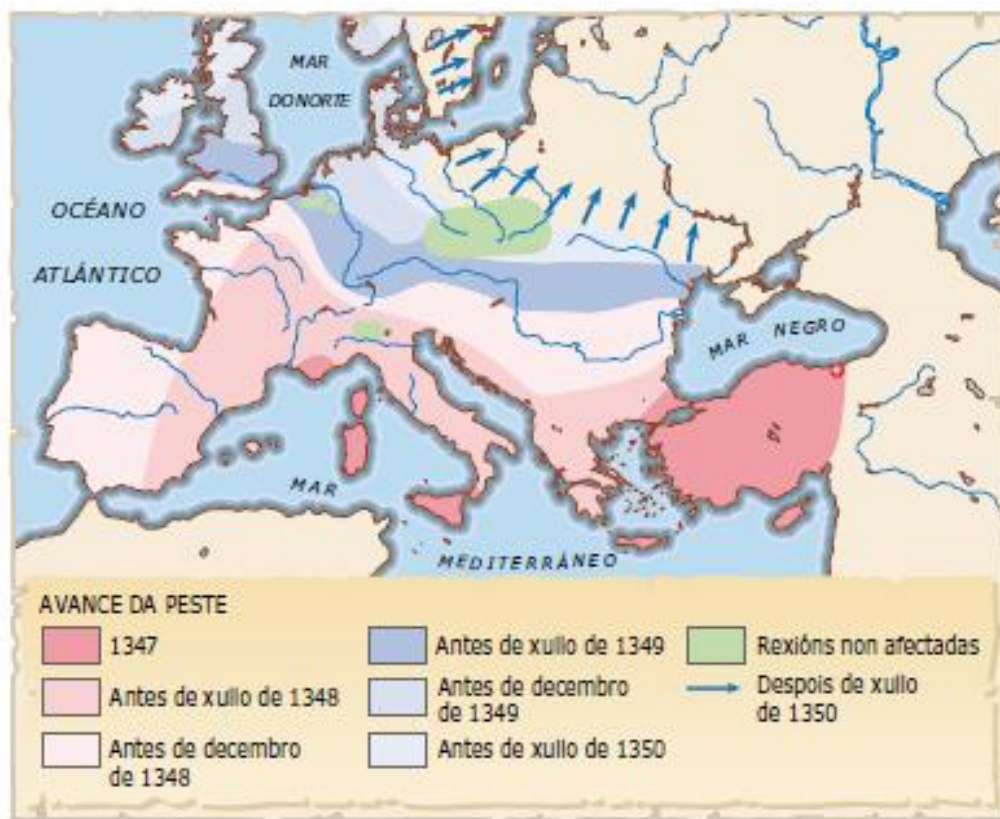 MAR
DO NORTE
OCÉANO
ATLÁNTICO
MAR NEGRO
MAR
MEDITERRÁNEO
AVANCE DA PESTE
1347
Antes de xullo de 1348
Antes de decembro
de 1348
Antes de xullo de 1349
Antes de decembro
de 1349
Antes de xullo de 1350
Rexións non afectadas
Despois de xullo
de 1350